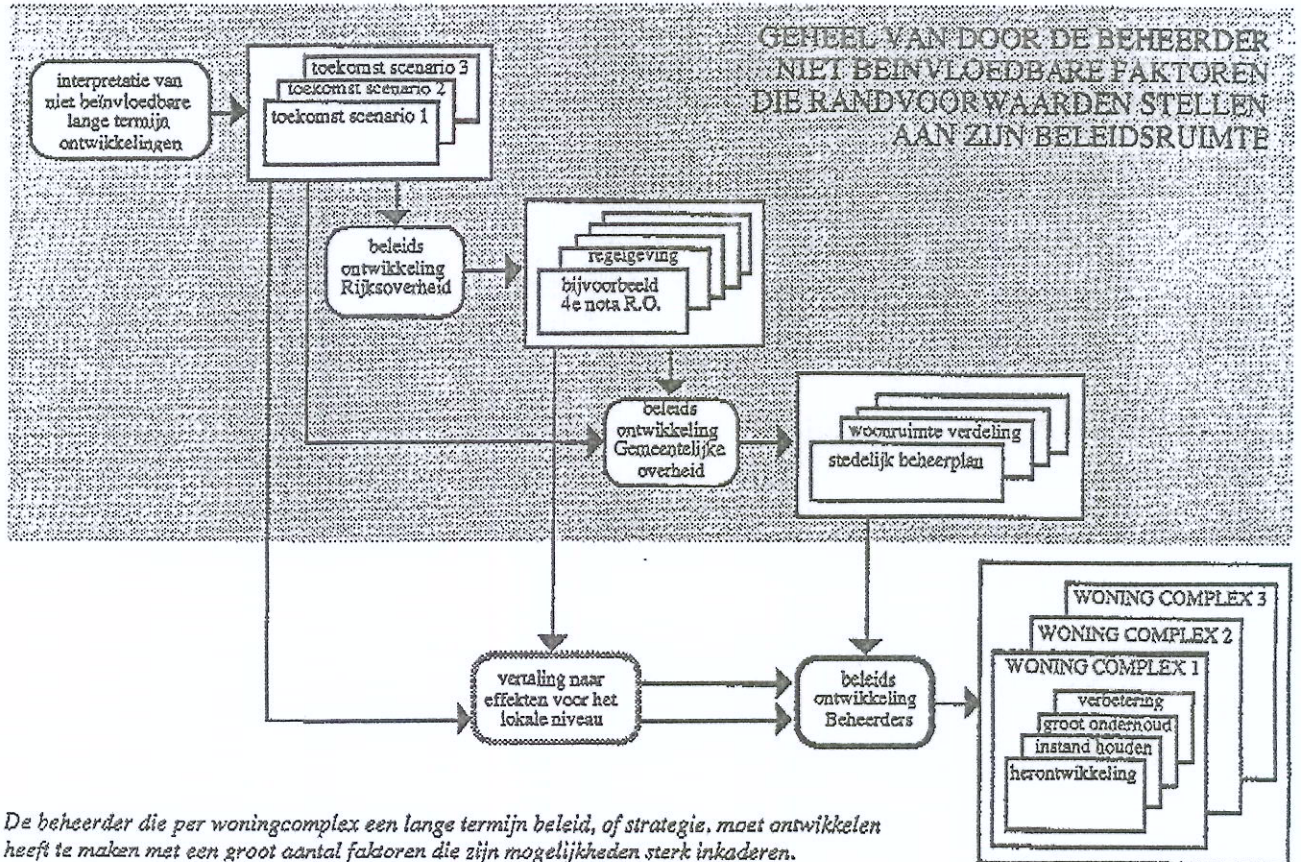 GEHEEL VAN DOOR DE BEHEERDER
NIET BEINVLOEDBARE FAKTOREN
DIE RANDVOORWAARDEN STELLEN
AAN ZIJN BELEIDSRUIMTE
interpretatie van
niet beïnvloedbare
lange termijn
ontwikkelingen
toekomst scenario 3
toekomst scenario 2
toekomst scenario 1
beleids
ontwikkeling
Rijksoverheid
regelgeving
bijvoorbeeld
4e nota R.O.
beleids
ontwikkeling
Gemeentelijke
overheid
woonruimte verdeling
stedelijk beheerplan
vertaling naar
effekten voor het
lokale niveau
beleids
ontwikkeling
Beheerders
WONING COMPLEX 3
WONING COMPLEX 2
WONING COMPLEX 1
verbetering
groot onderhoud
instand houden
herontwikkeling
De beheerder die per woningcomplex een lange termijn beleid, of strategie, moet ontwikkelen
heeft te maken met een groot aantal faktoren die zijn mogelijkheden sterk inkaderen.